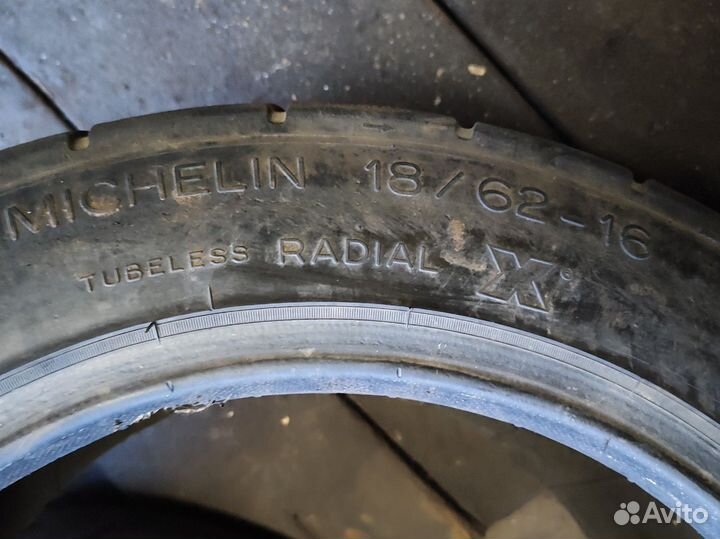 MICHELIN 18/62-16
TUBELESS RADIAL X
Avito